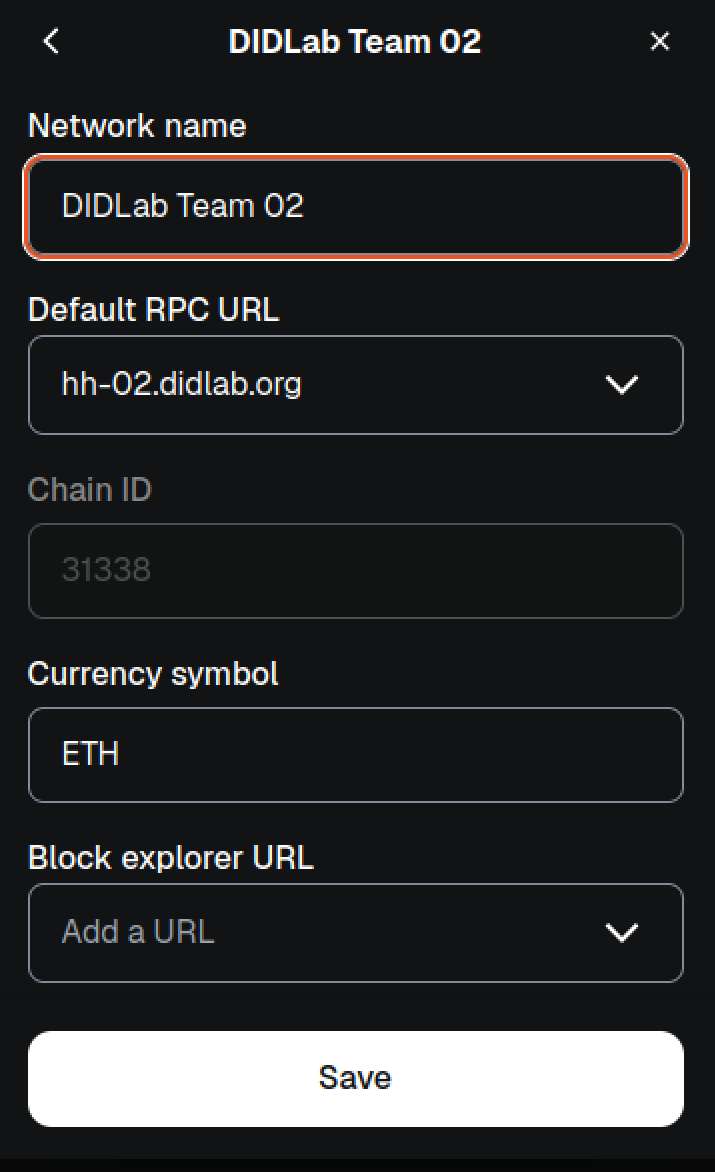 DIDLab Team 02
Network name
DIDLab Team 02
Default RPC URL
hh-02.didlab.org
Chain ID
31338
Currency symbol
ETH
Block explorer URL
Add a URL
Save